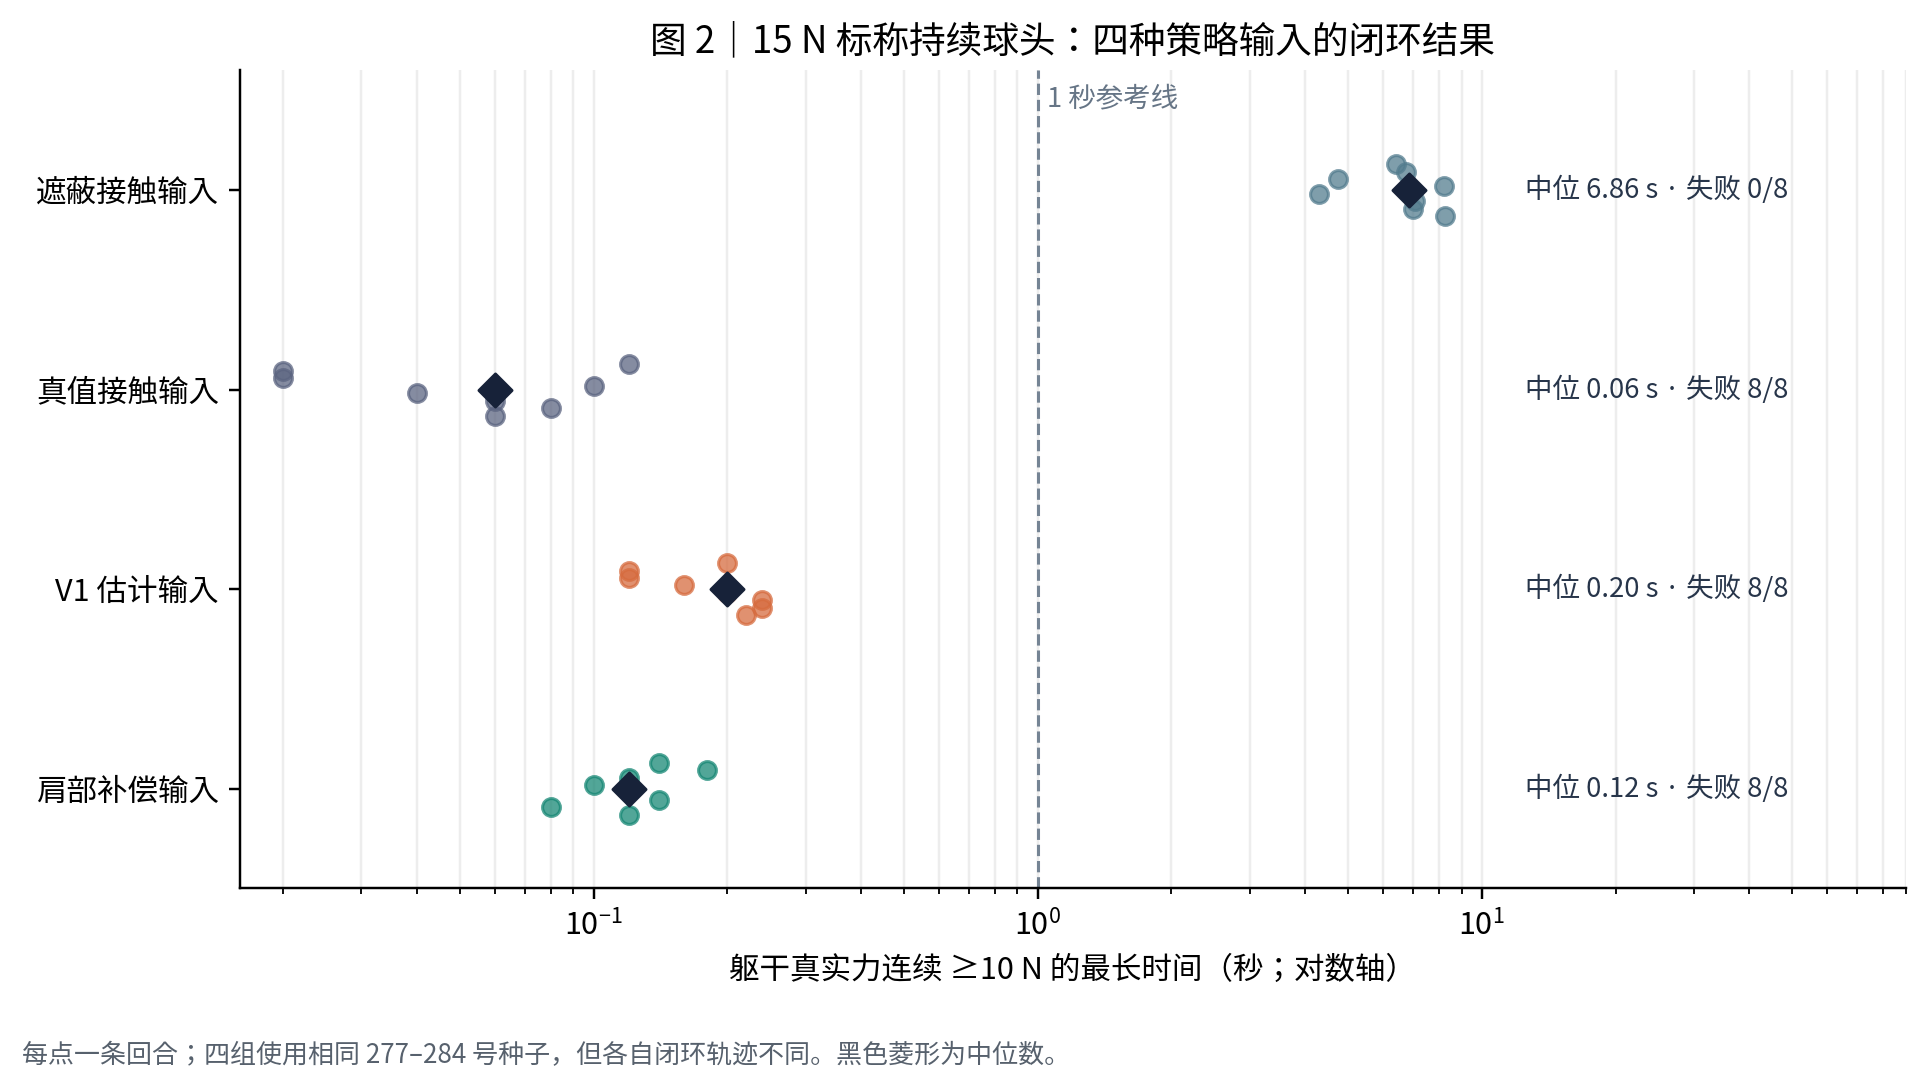 图 2｜15 N 标称持续球头：四种策略输入的闭环结果
1 秒参考线
遮蔽接触输入
中位 6.86 s · 失败 0/8
真值接触输入
中位 0.06 s · 失败 8/8
V1 估计输入
中位 0.20 s · 失败 8/8
肩部补偿输入
中位 0.12 s · 失败 8/8
10⁻¹
10⁰
10¹
躯干真实力连续 ≥10 N 的最长时间（秒；对数轴）
每点一条回合；四组使用相同 277–284 号种子，但各自闭环轨迹不同。黑色菱形为中位数。